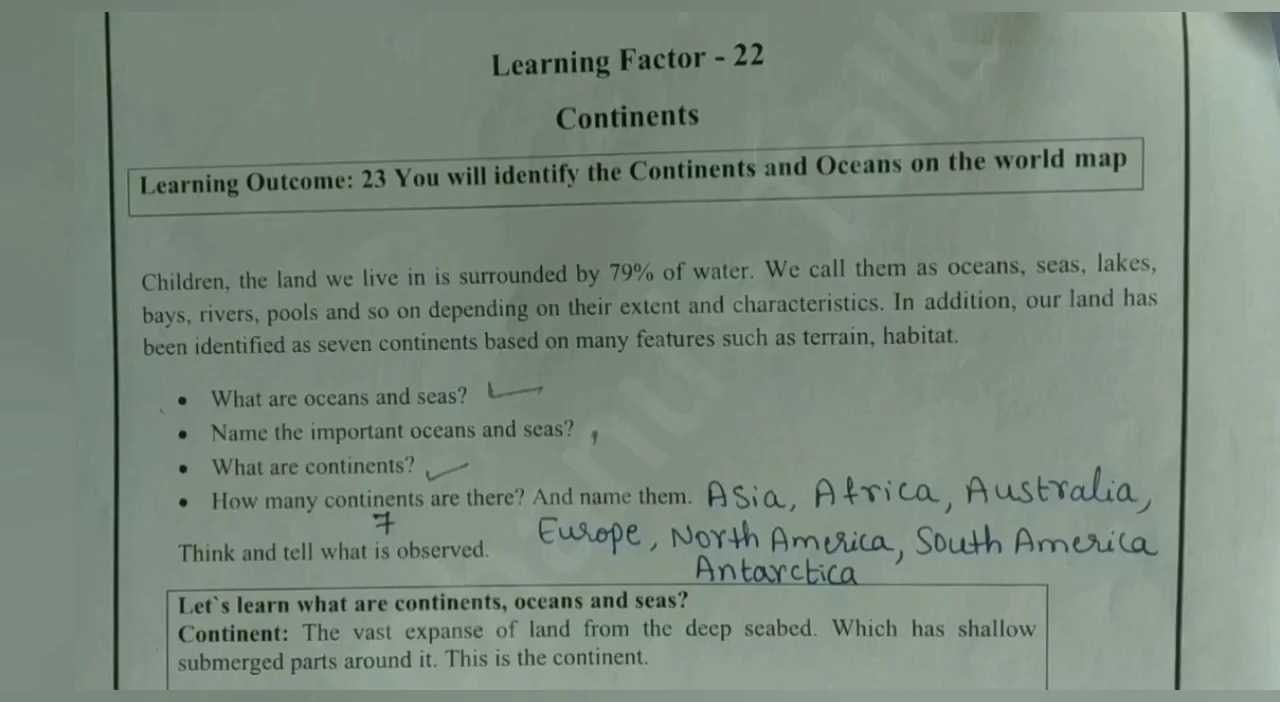 Learning Factor - 22
Continents
Learning Outcome: 23 You will identify the Continents and Oceans on the world map
Children, the land we live in is surrounded by 79% of water. We call them as oceans, seas, lakes,
bays, rivers, pools and so on depending on their extent and characteristics. In addition, our land has
been identified as seven continents based on many features such as terrain, habitat.
• What are oceans and seas?
• Name the important oceans and seas?
• What are continents?
• How many continents are there? And name them. Asia, Africa, Australia,
7
Europe, North America, South America
Think and tell what is observed.
Antarctica
Let`s learn what are continents, oceans and seas?
Continent: The vast expanse of land from the deep seabed. Which has shallow
submerged parts around it. This is the continent.